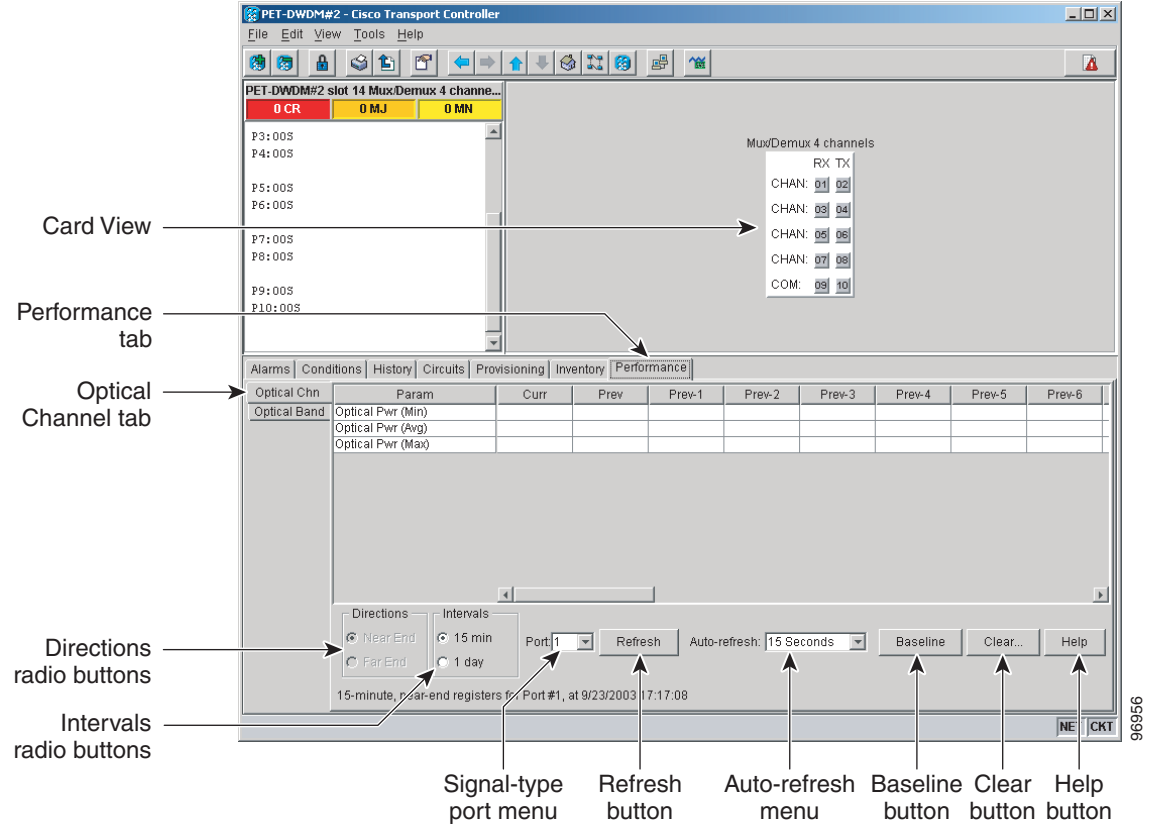 PET-DWDM#2 - Cisco Transport Controller
File Edit View Tools Help
PET-DWDM#2 slot 14 Mux/Demux 4 channe...
0 CR 0 MJ 0 MN
P3:OOS
P4:OOS
P5:OOS
P6:OOS
P7:OOS
P8:OOS
P9:OOS
P10:OOS
Mux/Demux 4 channels
RX TX
CHAN: 01 02
CHAN: 03 04
CHAN: 05 06
CHAN: 07 08
COM: 09 10
Card View
Performance
tab
Optical
Channel tab
Alarms Conditions History Circuits Provisioning Inventory Performance
Optical Chn
Optical Band
Param Curr Prev Prev-1 Prev-2 Prev-3 Prev-4 Prev-5 Prev-6
Optical Pwr (Min)
Optical Pwr (Avg)
Optical Pwr (Max)
Directions
Near End
Far End
Intervals
15 min
1 day
Port: 1 Refresh Auto-refresh: 15 Seconds Baseline Clear... Help
15-minute, near-end registers for Port #1, at 9/23/2003 17:17:08
NET CKT
Directions
radio buttons
Intervals
radio buttons
Signal-type
port menu
Refresh
button
Auto-refresh
menu
Baseline
button
Clear
button
Help
button
96956